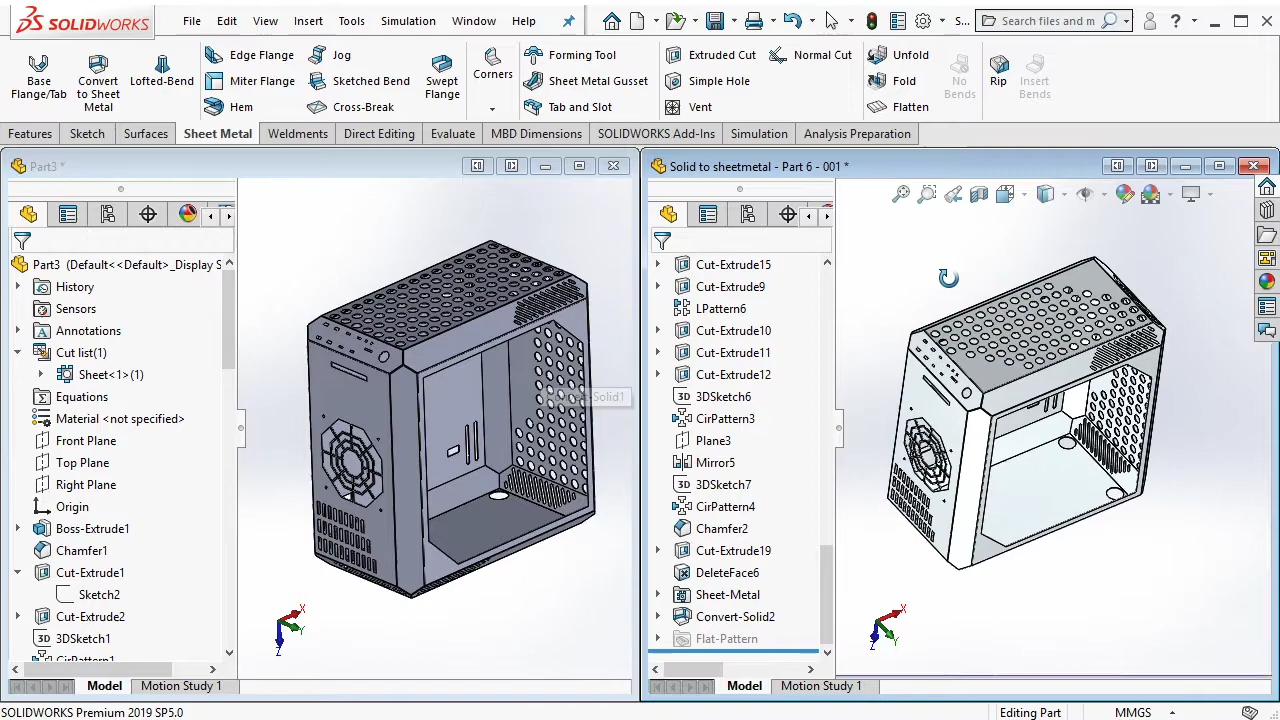 SOLIDWORKS File Edit View Insert Tools Simulation Window Help S... Search files and m ?
Base Flange/Tab
Convert to Sheet Metal
Lofted-Bend
Edge Flange
Miter Flange
Hem
Jog
Sketched Bend
Cross-Break
Swept Flange
Corners
Forming Tool
Sheet Metal Gusset
Tab and Slot
Extruded Cut
Simple Hole
Vent
Normal Cut
Unfold
Fold
Flatten
No Bends
Rip
Insert Bends
Features Sketch Surfaces Sheet Metal Weldments Direct Editing Evaluate MBD Dimensions SOLIDWORKS Add-Ins Simulation Analysis Preparation
Part3 *
Part3 (Default<<Default>_Display S
History
Sensors
Annotations
Cut list(1)
Sheet<1>(1)
Equations
Material <not specified>
Front Plane
Top Plane
Right Plane
Origin
Boss-Extrude1
Chamfer1
Cut-Extrude1
Sketch2
Cut-Extrude2
3D 3DSketch1
CirPattern1
-Solid1
X
Y
Z
Model Motion Study 1
Solid to sheetmetal - Part 6 - 001 *
Cut-Extrude15
Cut-Extrude9
LPattern6
Cut-Extrude10
Cut-Extrude11
Cut-Extrude12
3D 3DSketch6
CirPattern3
Plane3
Mirror5
3D 3DSketch7
CirPattern4
Chamfer2
Cut-Extrude19
DeleteFace6
Sheet-Metal
Convert-Solid2
Flat-Pattern
X
Y
Z
Model Motion Study 1
SOLIDWORKS Premium 2019 SP5.0 Editing Part MMGS